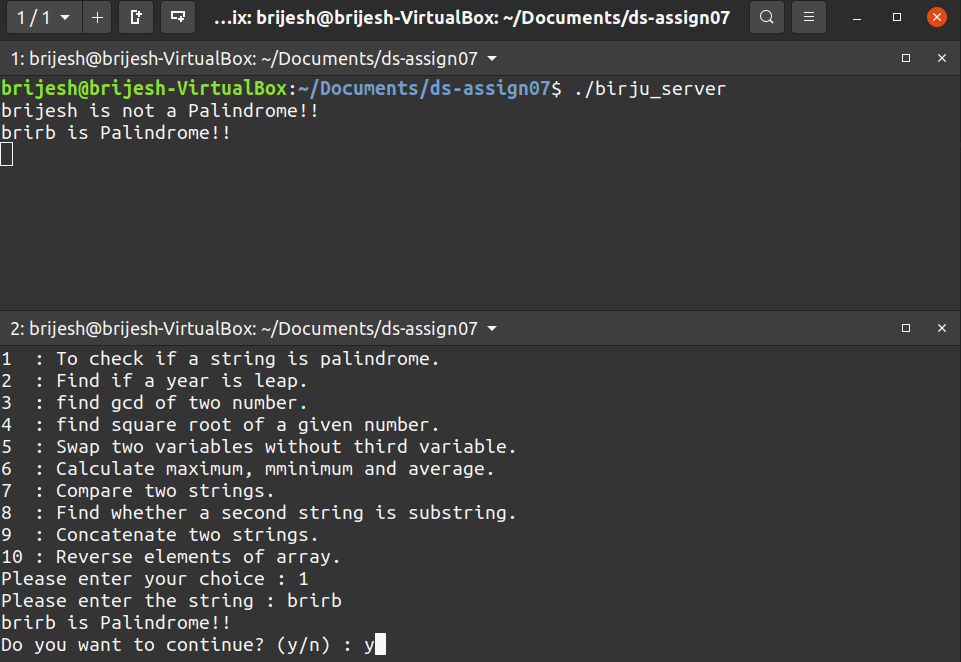 1 / 1
...ix: brijesh@brijesh-VirtualBox: ~/Documents/ds-assign07
1: brijesh@brijesh-VirtualBox: ~/Documents/ds-assign07
brijesh@brijesh-VirtualBox:~/Documents/ds-assign07$ ./birju_server
brijesh is not a Palindrome!!
brirb is Palindrome!!
2: brijesh@brijesh-VirtualBox: ~/Documents/ds-assign07
1  : To check if a string is palindrome.
2  : Find if a year is leap.
3  : find gcd of two number.
4  : find square root of a given number.
5  : Swap two variables without third variable.
6  : Calculate maximum, mminimum and average.
7  : Compare two strings.
8  : Find whether a second string is substring.
9  : Concatenate two strings.
10 : Reverse elements of array.
Please enter your choice : 1
Please enter the string : brirb
brirb is Palindrome!!
Do you want to continue? (y/n) : y